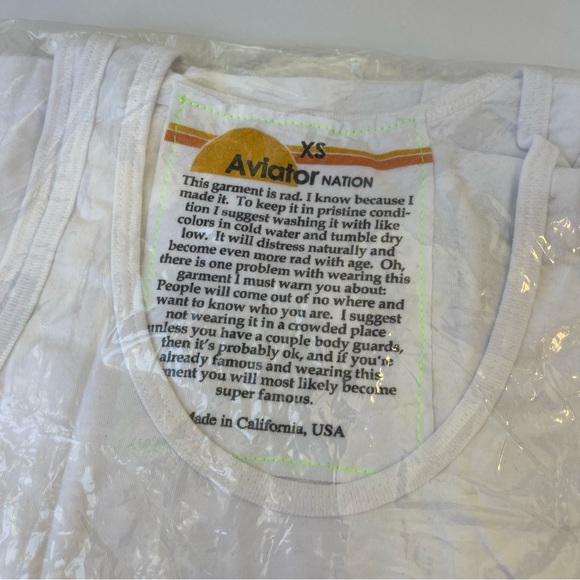 XS
Aviator NATION
This garment is rad. I know because I
made it. To keep it in pristine condi-
tion I suggest washing it with like
colors in cold water and tumble dry
low. It will distress naturally and
become even more rad with age. Oh,
there is one problem with wearing this
garment I must warn you about:
People will come out of no where and
want to know who you are. I suggest
not wearing it in a crowded place
unless you have a couple body guards,
then it's probably ok, and if you're
already famous and wearing this
ment you will most likely become
super famous.
Made in California, USA